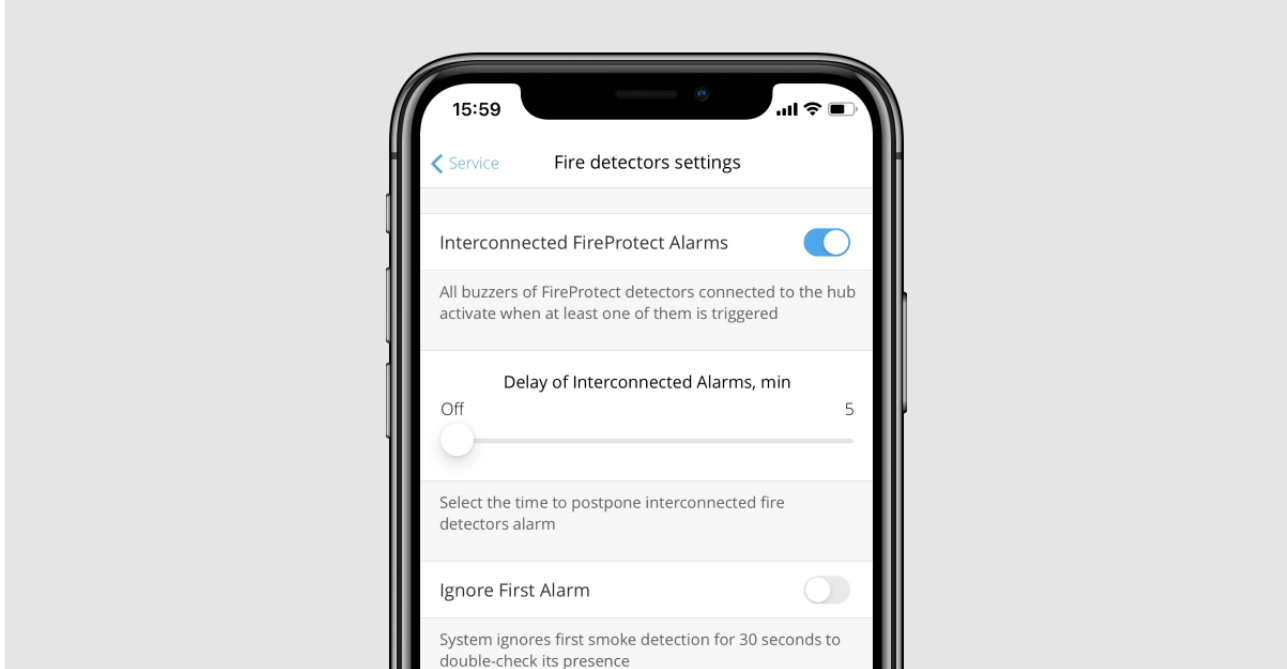 15:59
Service
Fire detectors settings
Interconnected FireProtect Alarms
All buzzers of FireProtect detectors connected to the hub
activate when at least one of them is triggered
Delay of Interconnected Alarms, min
Off 5
Select the time to postpone interconnected fire
detectors alarm
Ignore First Alarm
System ignores first smoke detection for 30 seconds to
double-check its presence